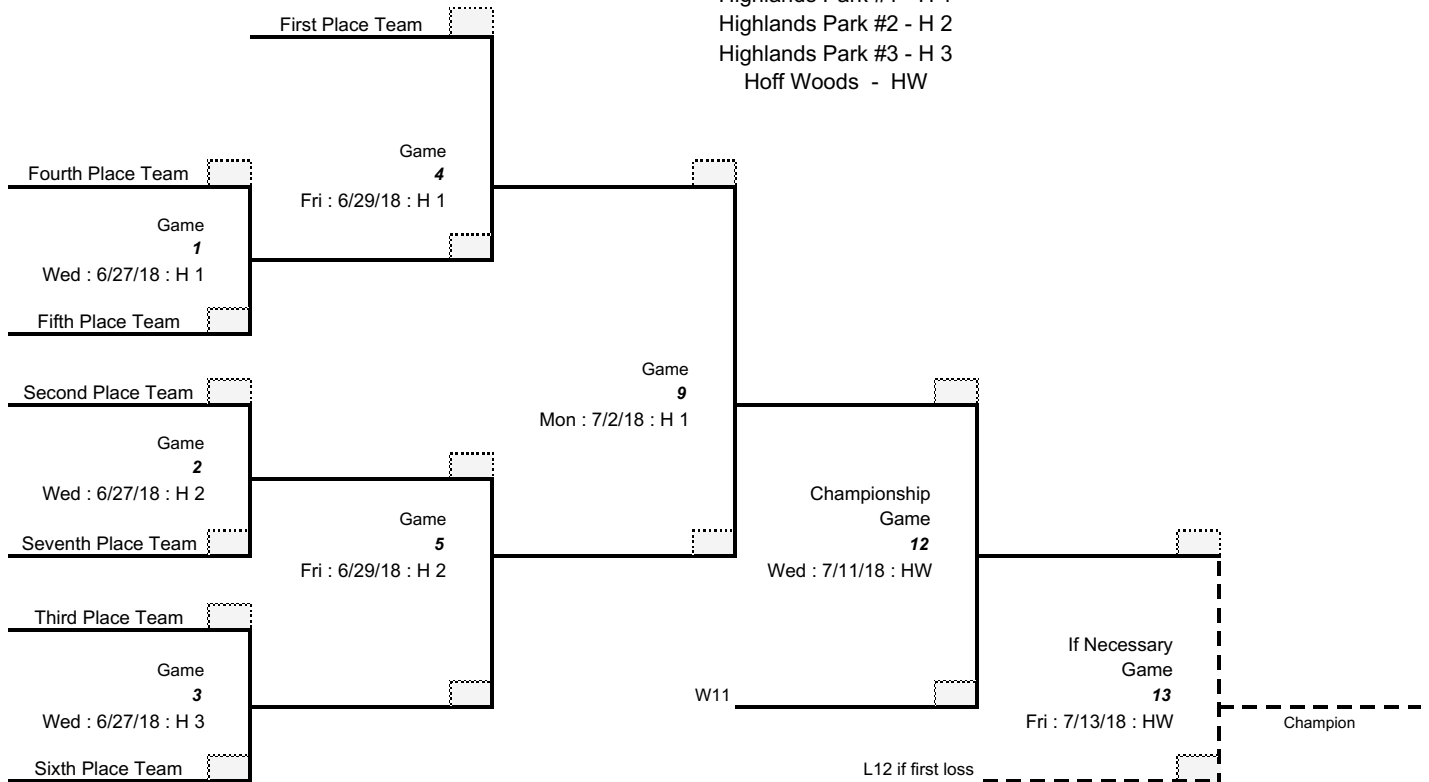 First Place Team
Highlands Park #2 - H 2
Highlands Park #3 - H 3
Hoff Woods - HW
Game
4
Fri : 6/29/18 : H 1
Fourth Place Team
Game
1
Wed : 6/27/18 : H 1
Fifth Place Team
Game
9
Mon : 7/2/18 : H 1
Second Place Team
Game
2
Wed : 6/27/18 : H 2
Seventh Place Team
Game
5
Fri : 6/29/18 : H 2
Championship
Game
12
Wed : 7/11/18 : HW
Third Place Team
Game
3
Wed : 6/27/18 : H 3
Sixth Place Team
W11
If Necessary
Game
13
Fri : 7/13/18 : HW
Champion
L12 if first loss